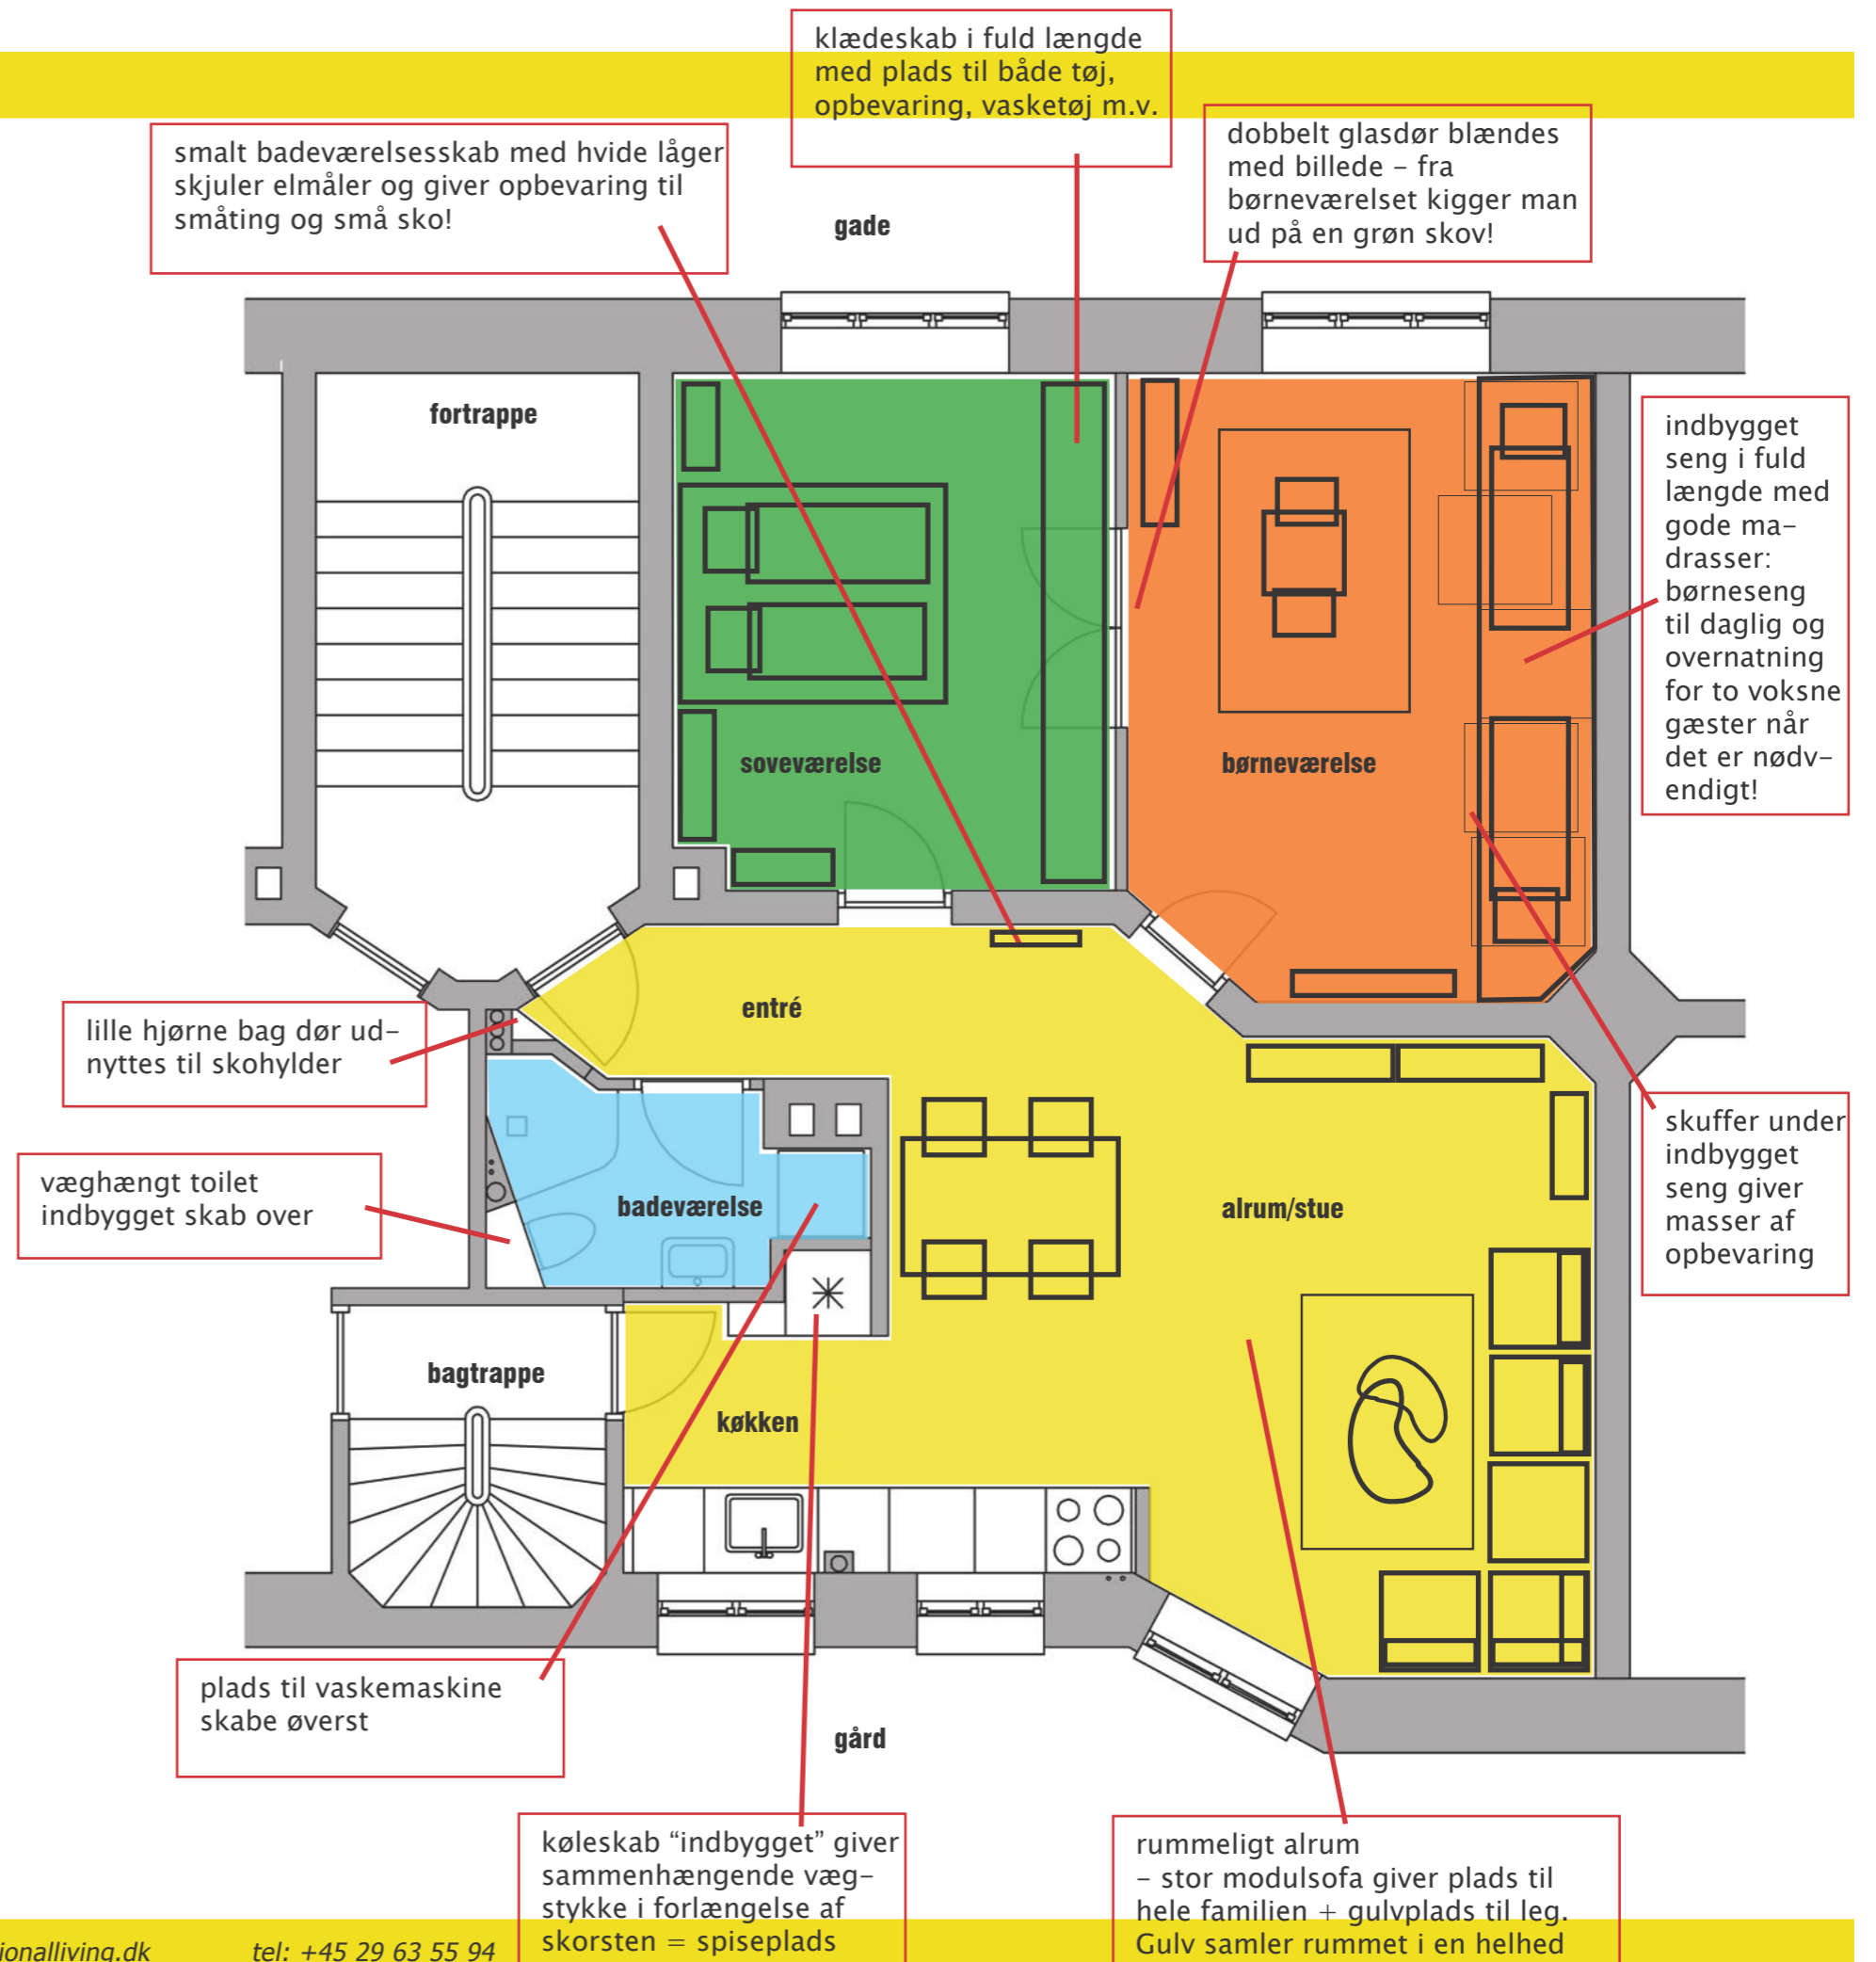 klædeskab i fuld længde
med plads til både tøj,
opbevaring, vasketøj m.v.
smalt badeværelsesskab med hvide låger
skjuler elmåler og giver opbevaring til
småting og små sko!
dobbelt glasdør blændes
med billede – fra
børneværelset kigger man
ud på en grøn skov!
gade
fortrappe
indbygget
seng i fuld
længde med
gode ma-
drasser:
børneseng
til daglig og
overnatning
for to voksne
gæster når
det er nødv-
endigt!
soveværelse
børneværelse
entré
lille hjørne bag dør ud-
nyttes til skohylder
skuffer under
indbygget
seng giver
masser af
opbevaring
væghængt toilet
indbygget skab over
badeværelse
alrum/stue
bagtrappe
køkken
plads til vaskemaskine
skabe øverst
gård
køleskab “indbygget” giver
sammenhængende væg-
stykke i forlængelse af
skorsten = spiseplads
rummeligt alrum
– stor modulsofa giver plads til
hele familien + gulvplads til leg.
Gulv samler rummet i en helhed
ionalliving.dk tel: +45 29 63 55 94